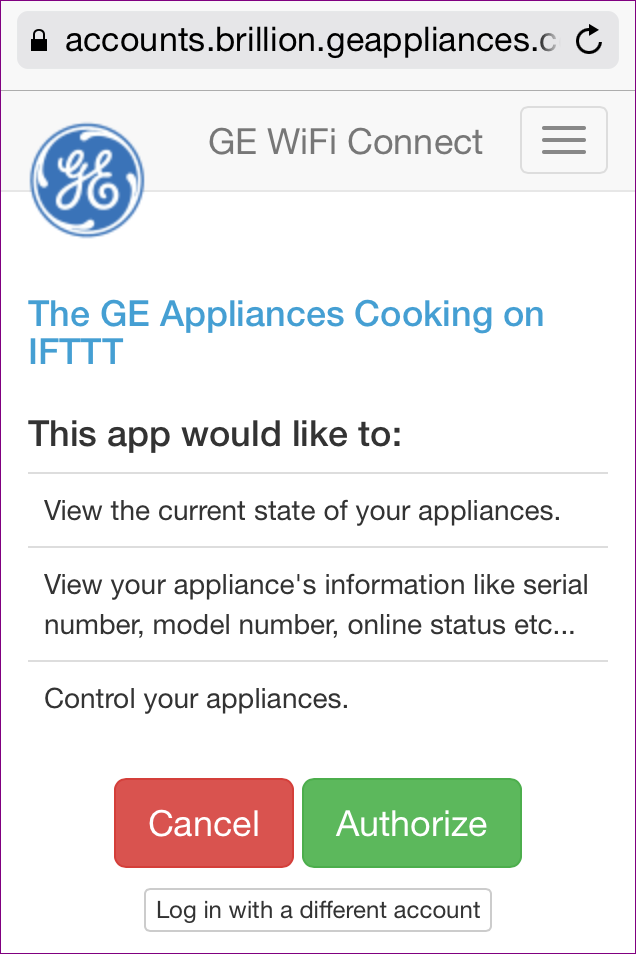 accounts.brillion.geappliances.c
GE WiFi Connect
GE
The GE Appliances Cooking on
IFTTT
This app would like to:
View the current state of your appliances.
View your appliance's information like serial
number, model number, online status etc...
Control your appliances.
Cancel
Authorize
Log in with a different account